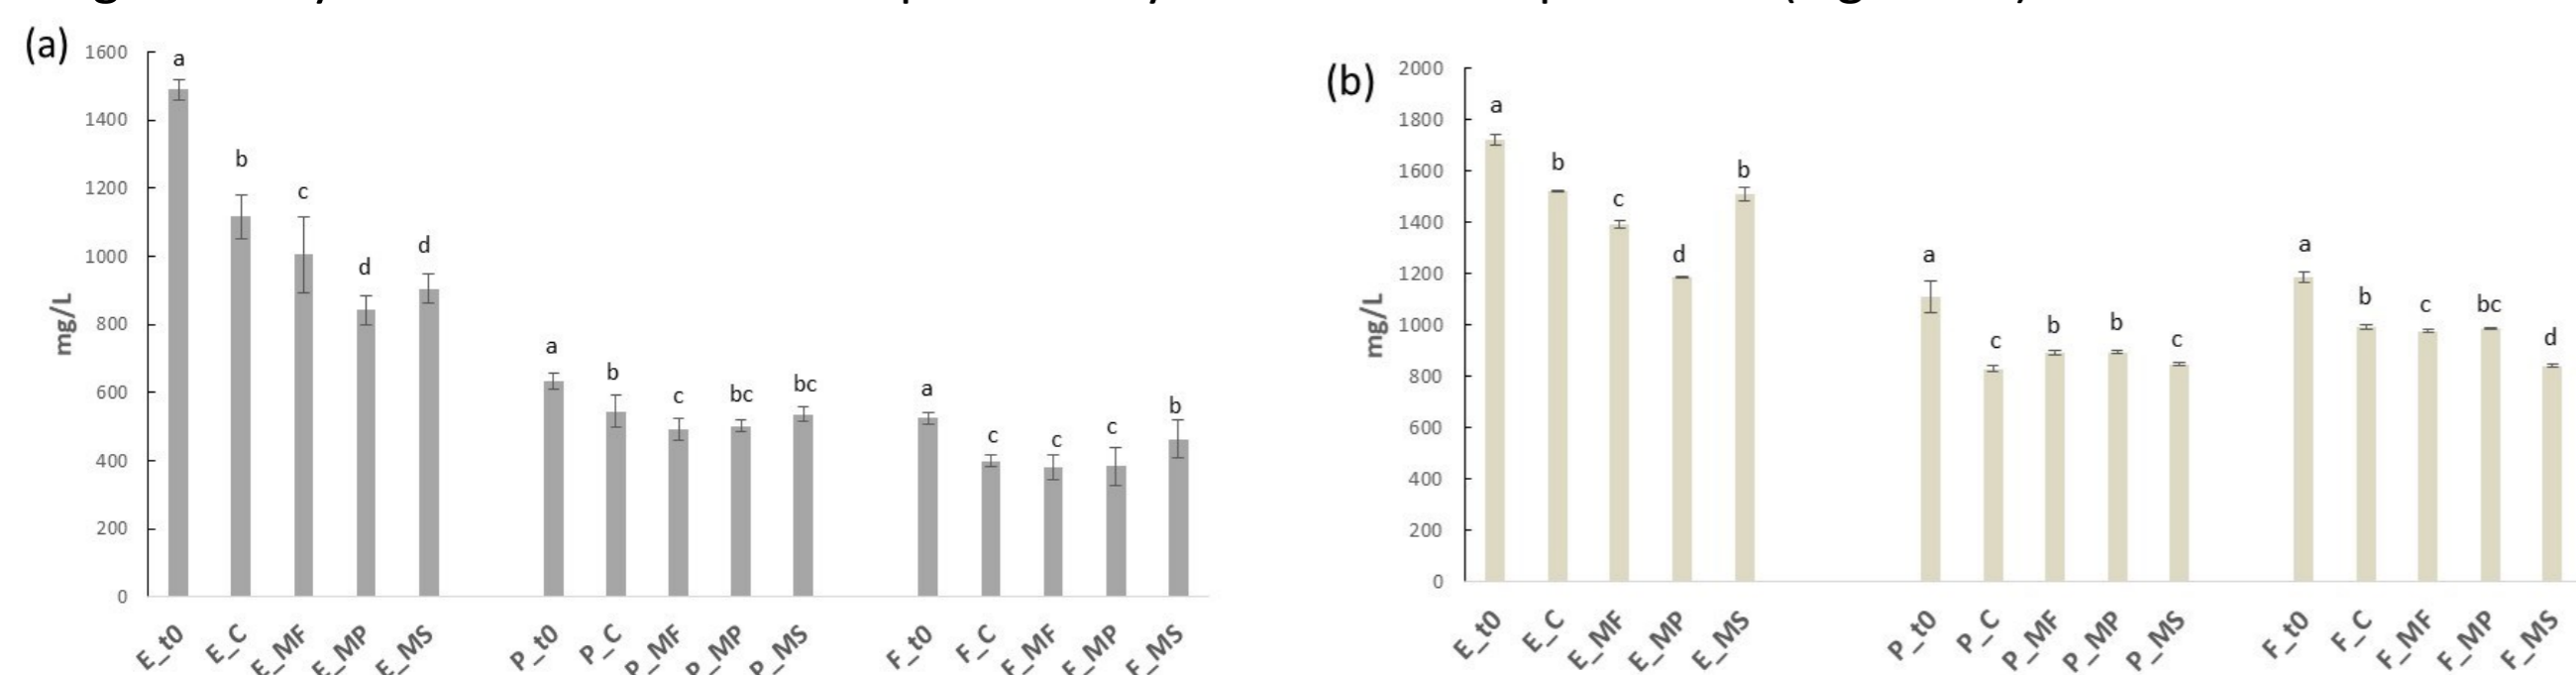 (a)
1600
1400
1200
1000
800
600
400
200
0
mg/L
a
b
c
d
d
a
b
c
bc
bc
a
c
c
c
b
E_t0
E_C
E_MF
E_MP
E_MS
P_t0
P_C
P_MF
P_MP
P_MS
F_t0
F_C
F_MF
F_MP
F_MS
(b)
2000
1800
1600
1400
1200
1000
800
600
400
200
0
mg/L
a
b
c
d
b
a
c
b
b
c
a
b
c
bc
d
E_t0
E_C
E_MF
E_MP
E_MS
P_t0
P_C
P_MF
P_MP
P_MS
F_t0
F_C
F_MF
F_MP
F_MS